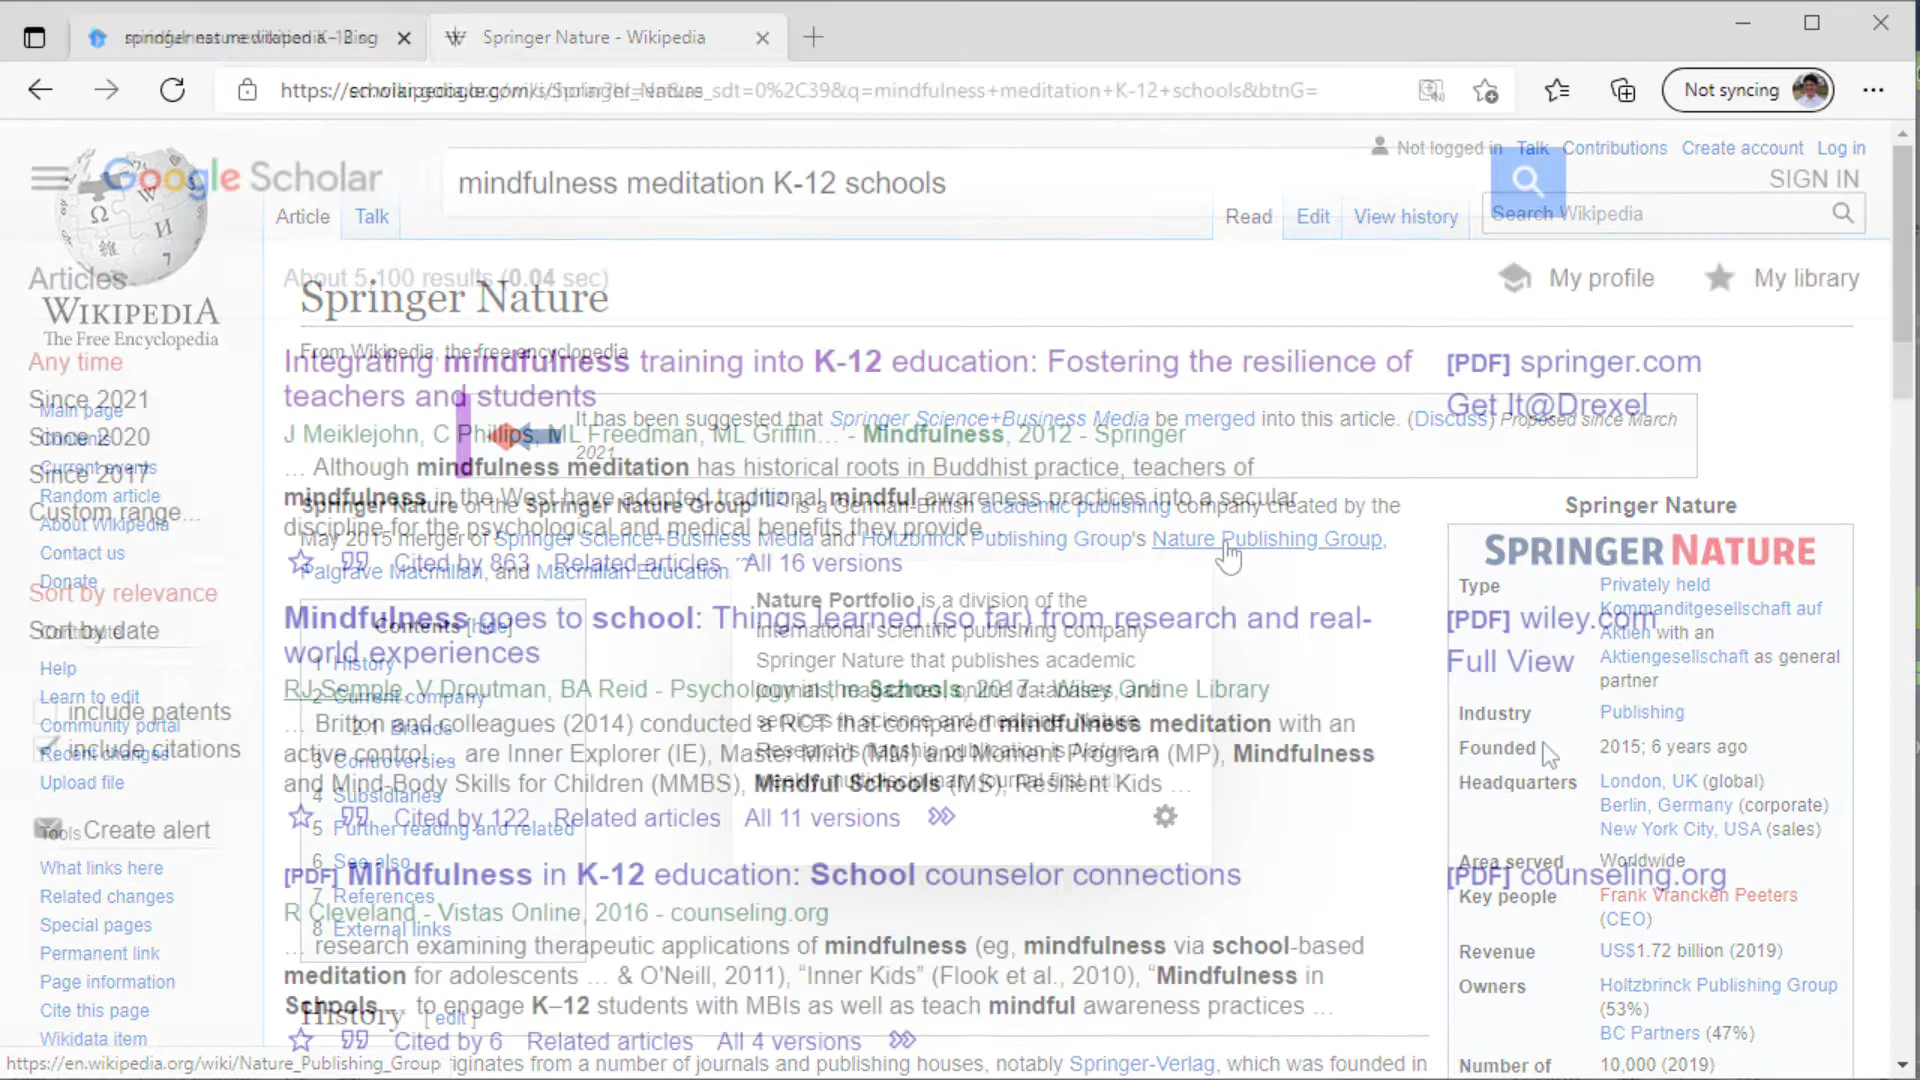 Springer Nature - Wikipedia
Not syncing
Google Scholar
mindfulness meditation K-12 schools
Not logged in Talk Contributions Create account Log in
SIGN IN
Article Talk
Read Edit View history
Search Wikipedia
Articles
About 5,100 results (0.04 sec)
My profile My library
WIKIPEDIA
The Free Encyclopedia
Springer Nature
From Wikipedia, the free encyclopedia
Any time
Since 2021
Since 2020
Since 2017
Custom range...
Sort by relevance
Sort by date
include patents
include citations
Create alert
Main page
Contents
Current events
Random article
About Wikipedia
Contact us
Donate
Contribute
Help
Learn to edit
Community portal
Recent changes
Upload file
Tools
What links here
Related changes
Special pages
Permanent link
Page information
Cite this page
Wikidata item
Integrating mindfulness training into K-12 education: Fostering the resilience of
teachers and students
J Meiklejohn, C Phillips, ML Freedman, ML Griffin... - Mindfulness, 2012 - Springer
... Although mindfulness meditation has historical roots in Buddhist practice, teachers of
mindfulness in the West have adapted traditional mindful awareness practices into a secular
discipline for the psychological and medical benefits they provide
Cited by 863 Related articles All 16 versions
[PDF] springer.com
Get It@Drexel
It has been suggested that Springer Science+Business Media be merged into this article. (Discuss) Proposed since March
2021.
Springer Nature or the Springer Nature Group is a German-British academic publishing company created by the
May 2015 merger of Springer Science+Business Media and Holtzbrinck Publishing Group's Nature Publishing Group,
Palgrave Macmillan, and Macmillan Education.
Mindfulness goes to school: Things learned (so far) from research and real-
world experiences
RJ Semple, V Droutman, BA Reid - Psychology in the Schools, 2017 - Wiley Online Library
... Britton and colleagues (2014) conducted a RCT that compared mindfulness meditation with an
active control ... are Inner Explorer (IE), Master Mind (MM) and Moment Program (MP), Mindfulness
and Mind-Body Skills for Children (MMBS), Mindful Schools (MS), Resilient Kids ...
Cited by 122 Related articles All 11 versions
[PDF] wiley.com
Full View
Contents [hide]
1 History
2 Current company
2.1 Brands
3 Controversies
4 Subsidiaries
5 Further reading and related
6 See also
7 References
8 External links
Nature Portfolio is a division of the
international scientific publishing company
Springer Nature that publishes academic
journals, magazines, online databases, and
services in science and medicine. Nature
Research's flagship publication is Nature, a
weekly multidisciplinary journal first
[PDF] Mindfulness in K-12 education: School counselor connections
R Cleveland - Vistas Online, 2016 - counseling.org
... research examining therapeutic applications of mindfulness (eg, mindfulness via school-based
meditation for adolescents ... & O'Neill, 2011), “Inner Kids” (Flook et al., 2010), “Mindfulness in
Schools ... to engage K–12 students with MBIs as well as teach mindful awareness practices ...
Cited by 6 Related articles All 4 versions
[PDF] counseling.org
History [ edit ]
originates from a number of journals and publishing houses, notably Springer-Verlag, which was founded in
Springer Nature
SPRINGER NATURE
Type Privately held
Kommanditgesellschaft auf
Aktien with an
Aktiengesellschaft as general
partner
Industry Publishing
Founded 2015; 6 years ago
Headquarters London, UK (global)
Berlin, Germany (corporate)
New York City, USA (sales)
Area served Worldwide
Key people Frank Vrancken Peeters
(CEO)
Revenue US$1.72 billion (2019)
Owners Holtzbrinck Publishing Group
(53%)
BC Partners (47%)
Number of 10,000 (2019)
https://en.wikipedia.org/wiki/Nature_Publishing_Group